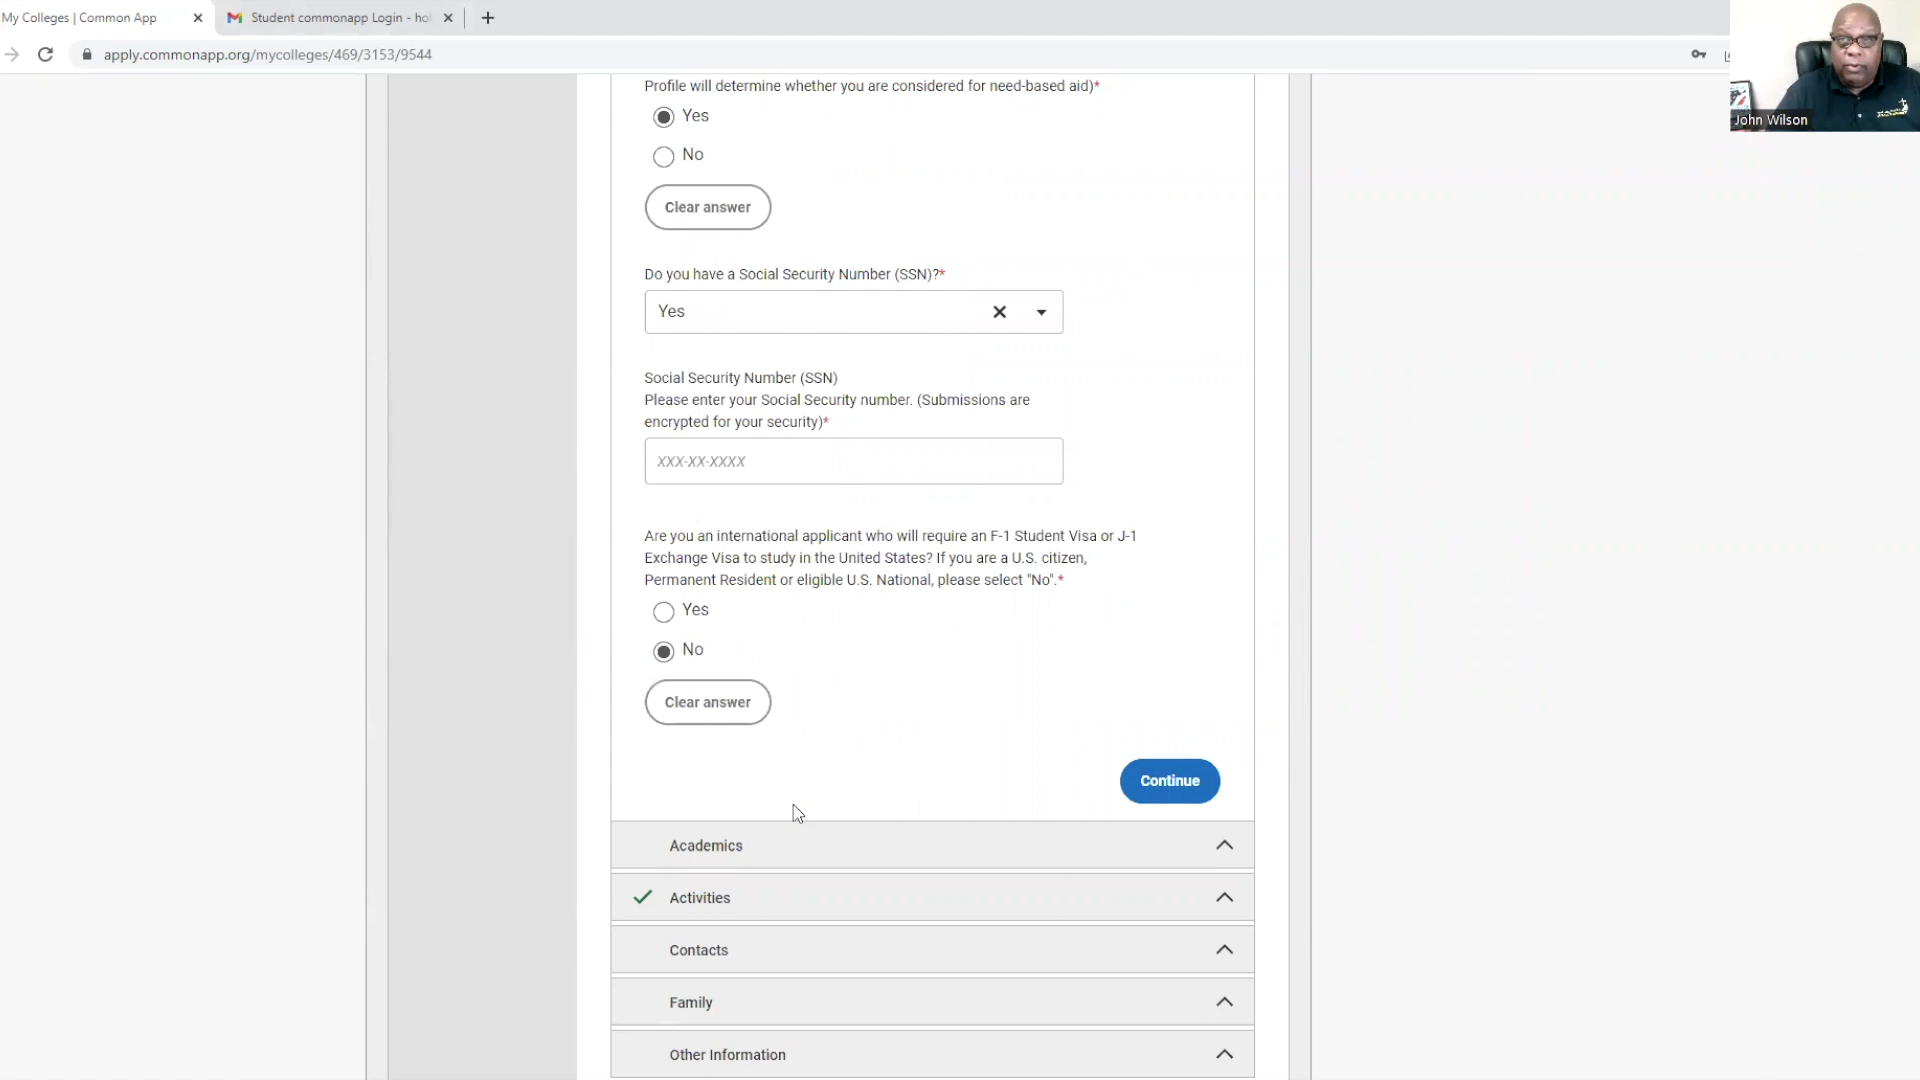 My Colleges | Common App
Student commonapp Login - ho
apply.commonapp.org/mycolleges/469/3153/9544
John Wilson
Profile will determine whether you are considered for need-based aid)*
Yes
No
Clear answer
Do you have a Social Security Number (SSN)?*
Yes
Social Security Number (SSN)
Please enter your Social Security number. (Submissions are
encrypted for your security)*
XXX-XX-XXXX
Are you an international applicant who will require an F-1 Student Visa or J-1
Exchange Visa to study in the United States? If you are a U.S. citizen,
Permanent Resident or eligible U.S. National, please select "No".*
Yes
No
Clear answer
Continue
Academics
Activities
Contacts
Family
Other Information